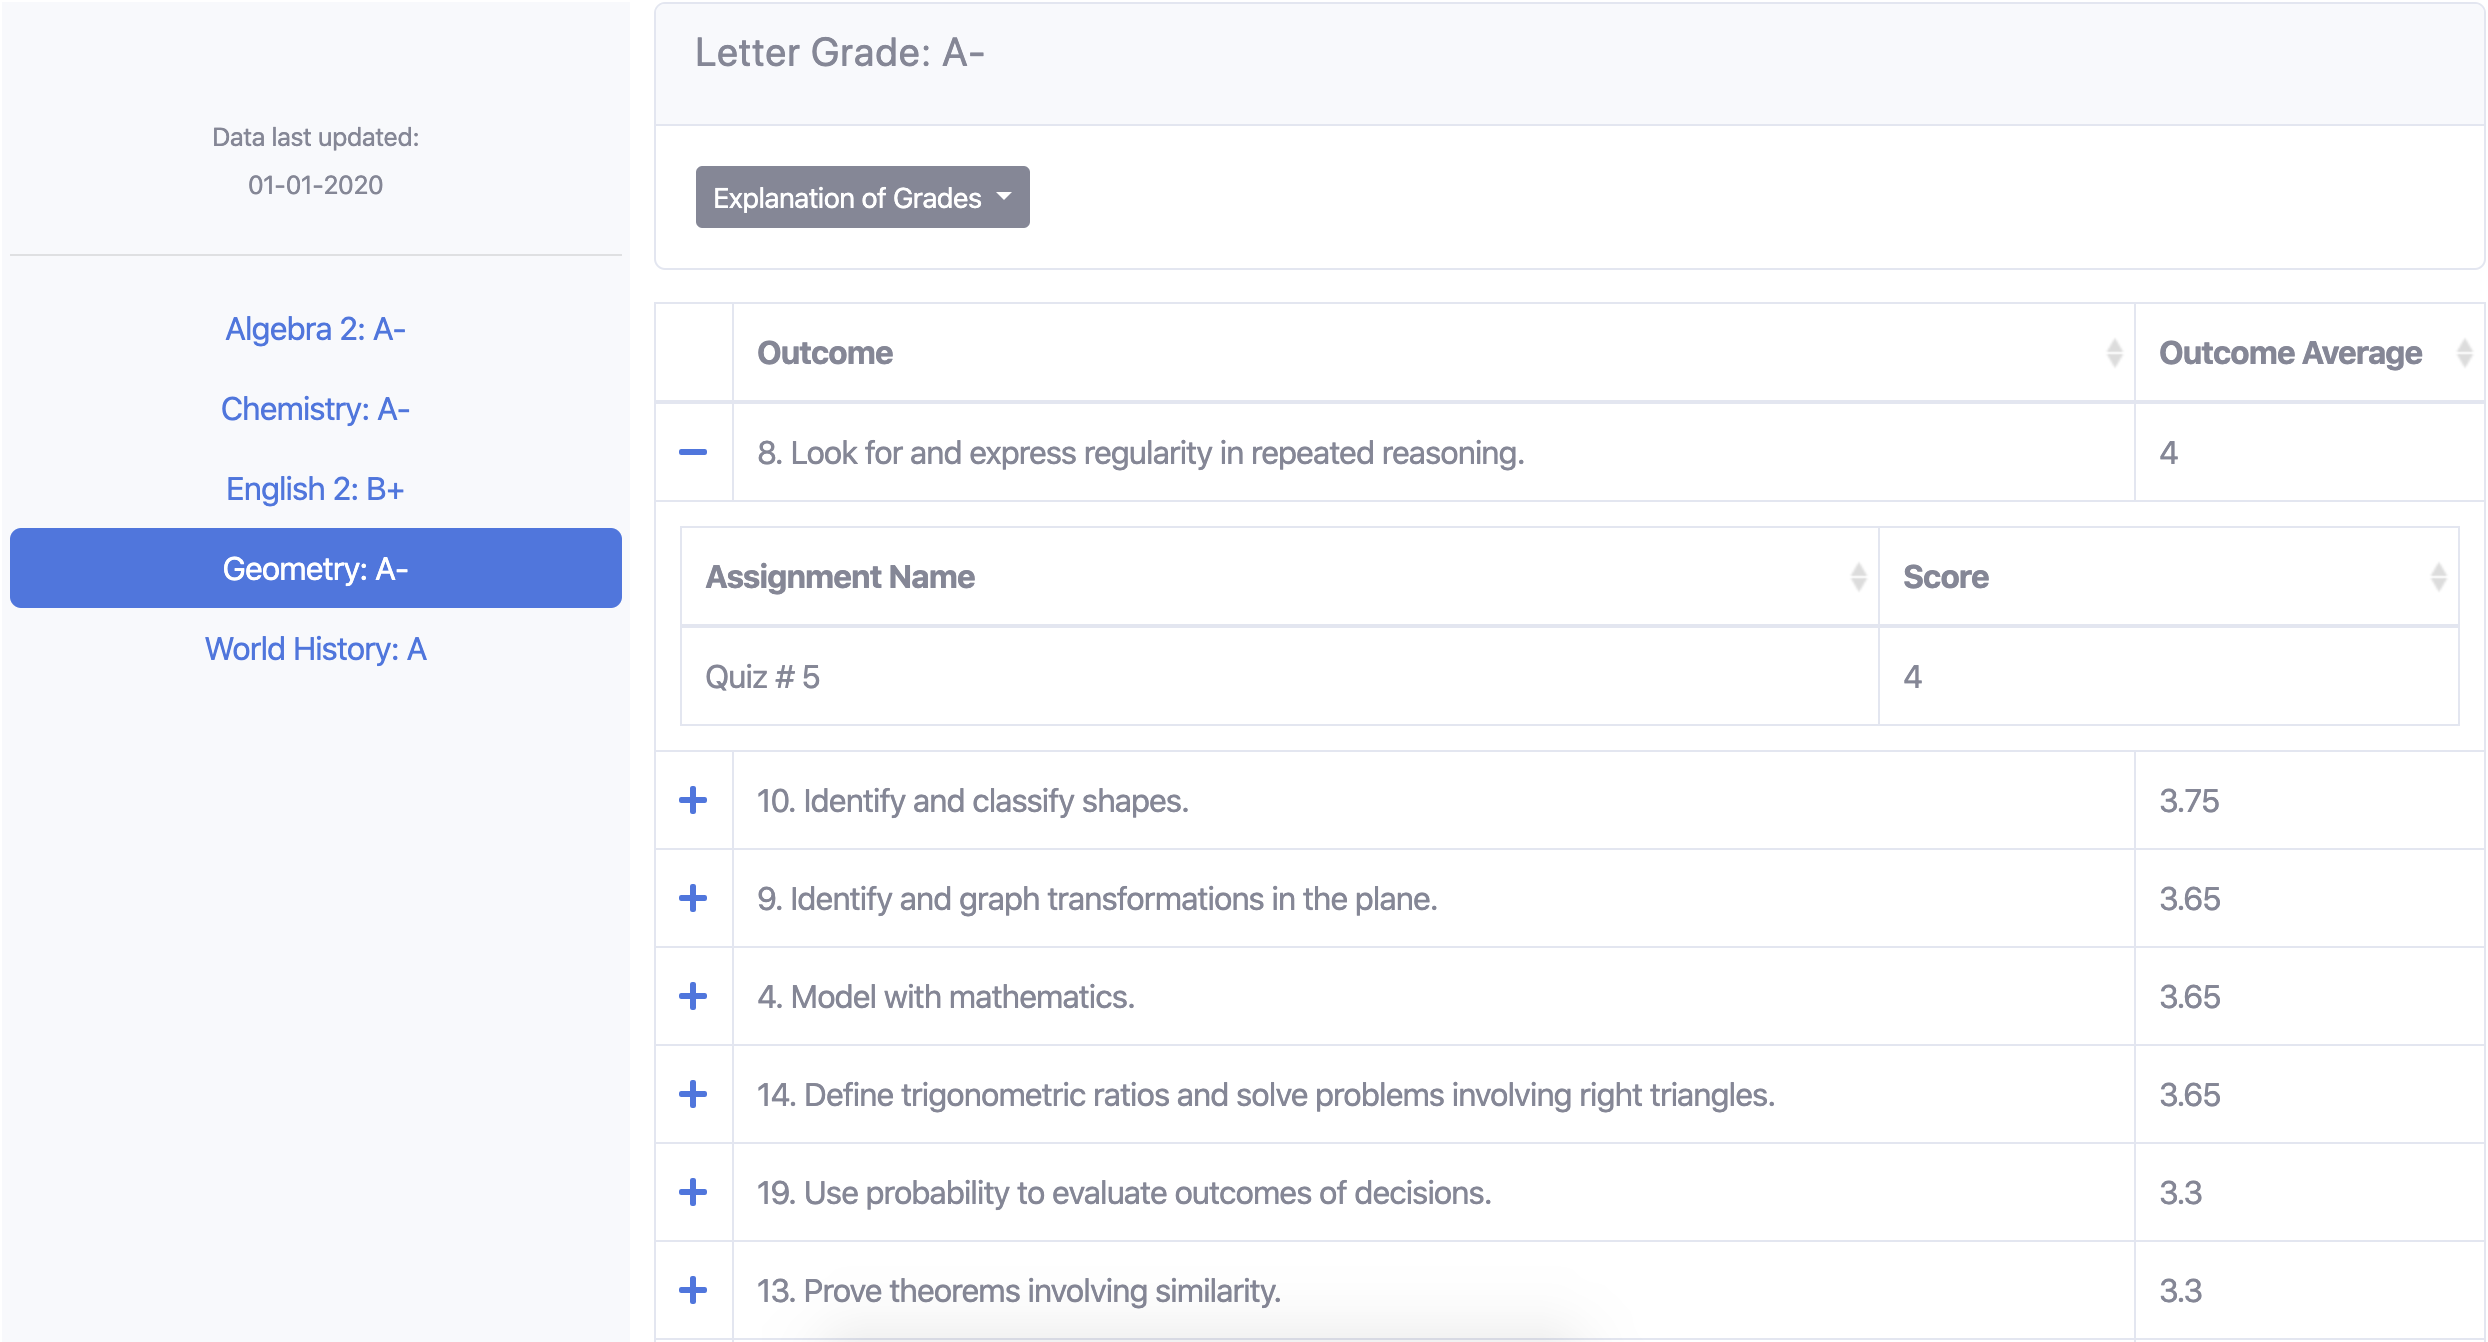 Data last updated:
01-01-2020
Algebra 2: A-
Chemistry: A-
English 2: B+
Geometry: A-
World History: A
Letter Grade: A-
Explanation of Grades
Outcome Outcome Average
8. Look for and express regularity in repeated reasoning. 4
Assignment Name Score
Quiz # 5 4
10. Identify and classify shapes. 3.75
9. Identify and graph transformations in the plane. 3.65
4. Model with mathematics. 3.65
14. Define trigonometric ratios and solve problems involving right triangles. 3.65
19. Use probability to evaluate outcomes of decisions. 3.3
13. Prove theorems involving similarity. 3.3